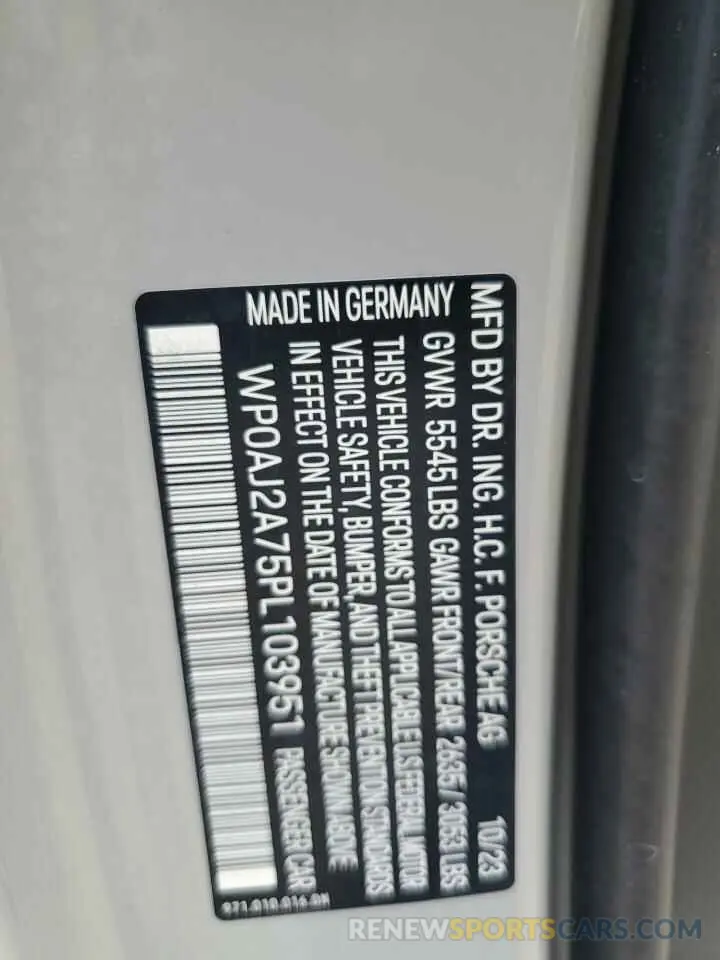 MFD BY DR. ING. H.C. F. PORSCHE AG 10/23
GVWR 5545 LBS GAWR FRONT/REAR 2635 / 3053 LBS
THIS VEHICLE CONFORMS TO ALL APPLICABLE US FEDERAL MOTOR
VEHICLE SAFETY, BUMPER, AND THEFT PREVENTION STANDARDS
IN EFFECT ON THE DATE OF MANUFACTURE SHOWN ABOVE
MADE IN GERMANY
WP0AJ2A75PL103951 PASSENGER CAR
RENEWSPORTSCARS.COM